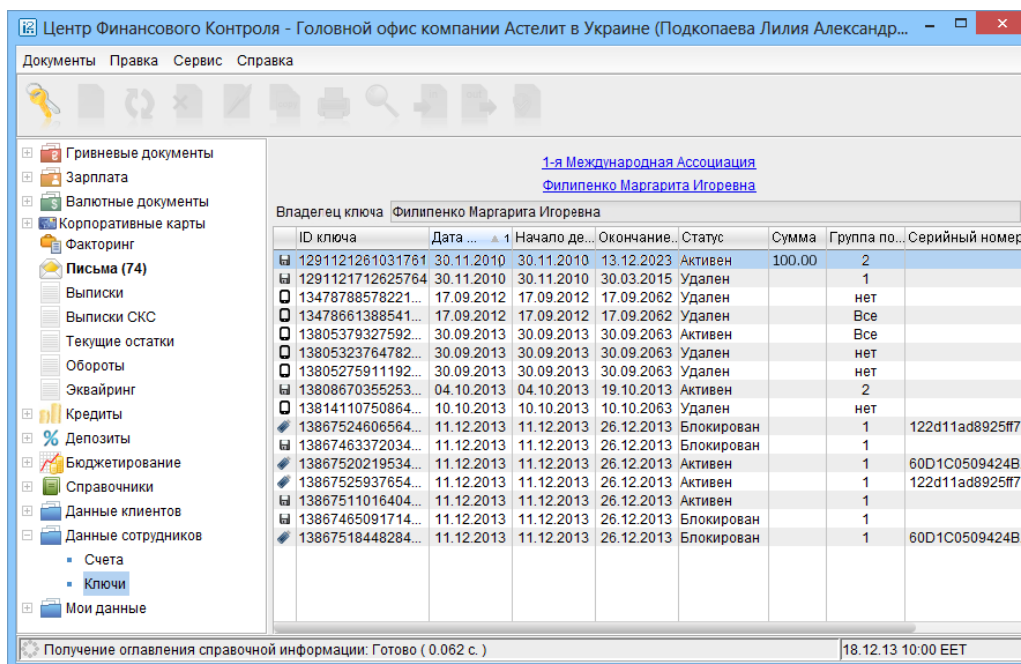 Центр Финансового Контроля - Головной офис компании Астелит в Украине (Подкопаева Лилия Александр...
Документы Правка Сервис Справка
Гривневые документы
Зарплата
Валютные документы
Корпоративные карты
Факторинг
Письма (74)
Выписки
Выписки СКС
Текущие остатки
Обороты
Эквайринг
Кредиты
Депозиты
Бюджетирование
Справочники
Данные клиентов
Данные сотрудников
Счета
Ключи
Мои данные
1-я Международная Ассоциация
Филипенко Маргарита Игоревна
Владелец ключа Филипенко Маргарита Игоревна
ID ключа Дата ... 1 Начало де... Окончание... Статус Сумма Группа по... Серийный номер
1291121261031761 30.11.2010 30.11.2010 13.12.2023 Активен 100.00 2
1291121712625764 30.11.2010 30.11.2010 30.03.2015 Удален 1
13478788578221... 17.09.2012 17.09.2012 17.09.2062 Удален нет
13478661388541... 17.09.2012 17.09.2012 17.09.2062 Удален Все
13805379327592... 30.09.2013 30.09.2013 30.09.2063 Активен Все
13805323764782... 30.09.2013 30.09.2013 30.09.2063 Удален нет
13805275911192... 30.09.2013 30.09.2013 30.09.2063 Удален нет
13808670355253... 04.10.2013 04.10.2013 19.10.2013 Активен 2
13814110750864... 10.10.2013 10.10.2013 10.10.2063 Удален нет
13867524606564... 11.12.2013 11.12.2013 26.12.2013 Блокирован 1 122d11ad8925ff7
13867463372034... 11.12.2013 11.12.2013 26.12.2013 Блокирован 1
13867520219534... 11.12.2013 11.12.2013 26.12.2013 Активен 1 60D1C0509424B
13867525937654... 11.12.2013 11.12.2013 26.12.2013 Активен 1 122d11ad8925ff7
13867511016404... 11.12.2013 11.12.2013 26.12.2013 Активен 1
13867465091714... 11.12.2013 11.12.2013 26.12.2013 Блокирован 1
13867518448284... 11.12.2013 11.12.2013 26.12.2013 Блокирован 1 60D1C0509424B
Получение оглавления справочной информации: Готово ( 0.062 с. ) 18.12.13 10:00 EET